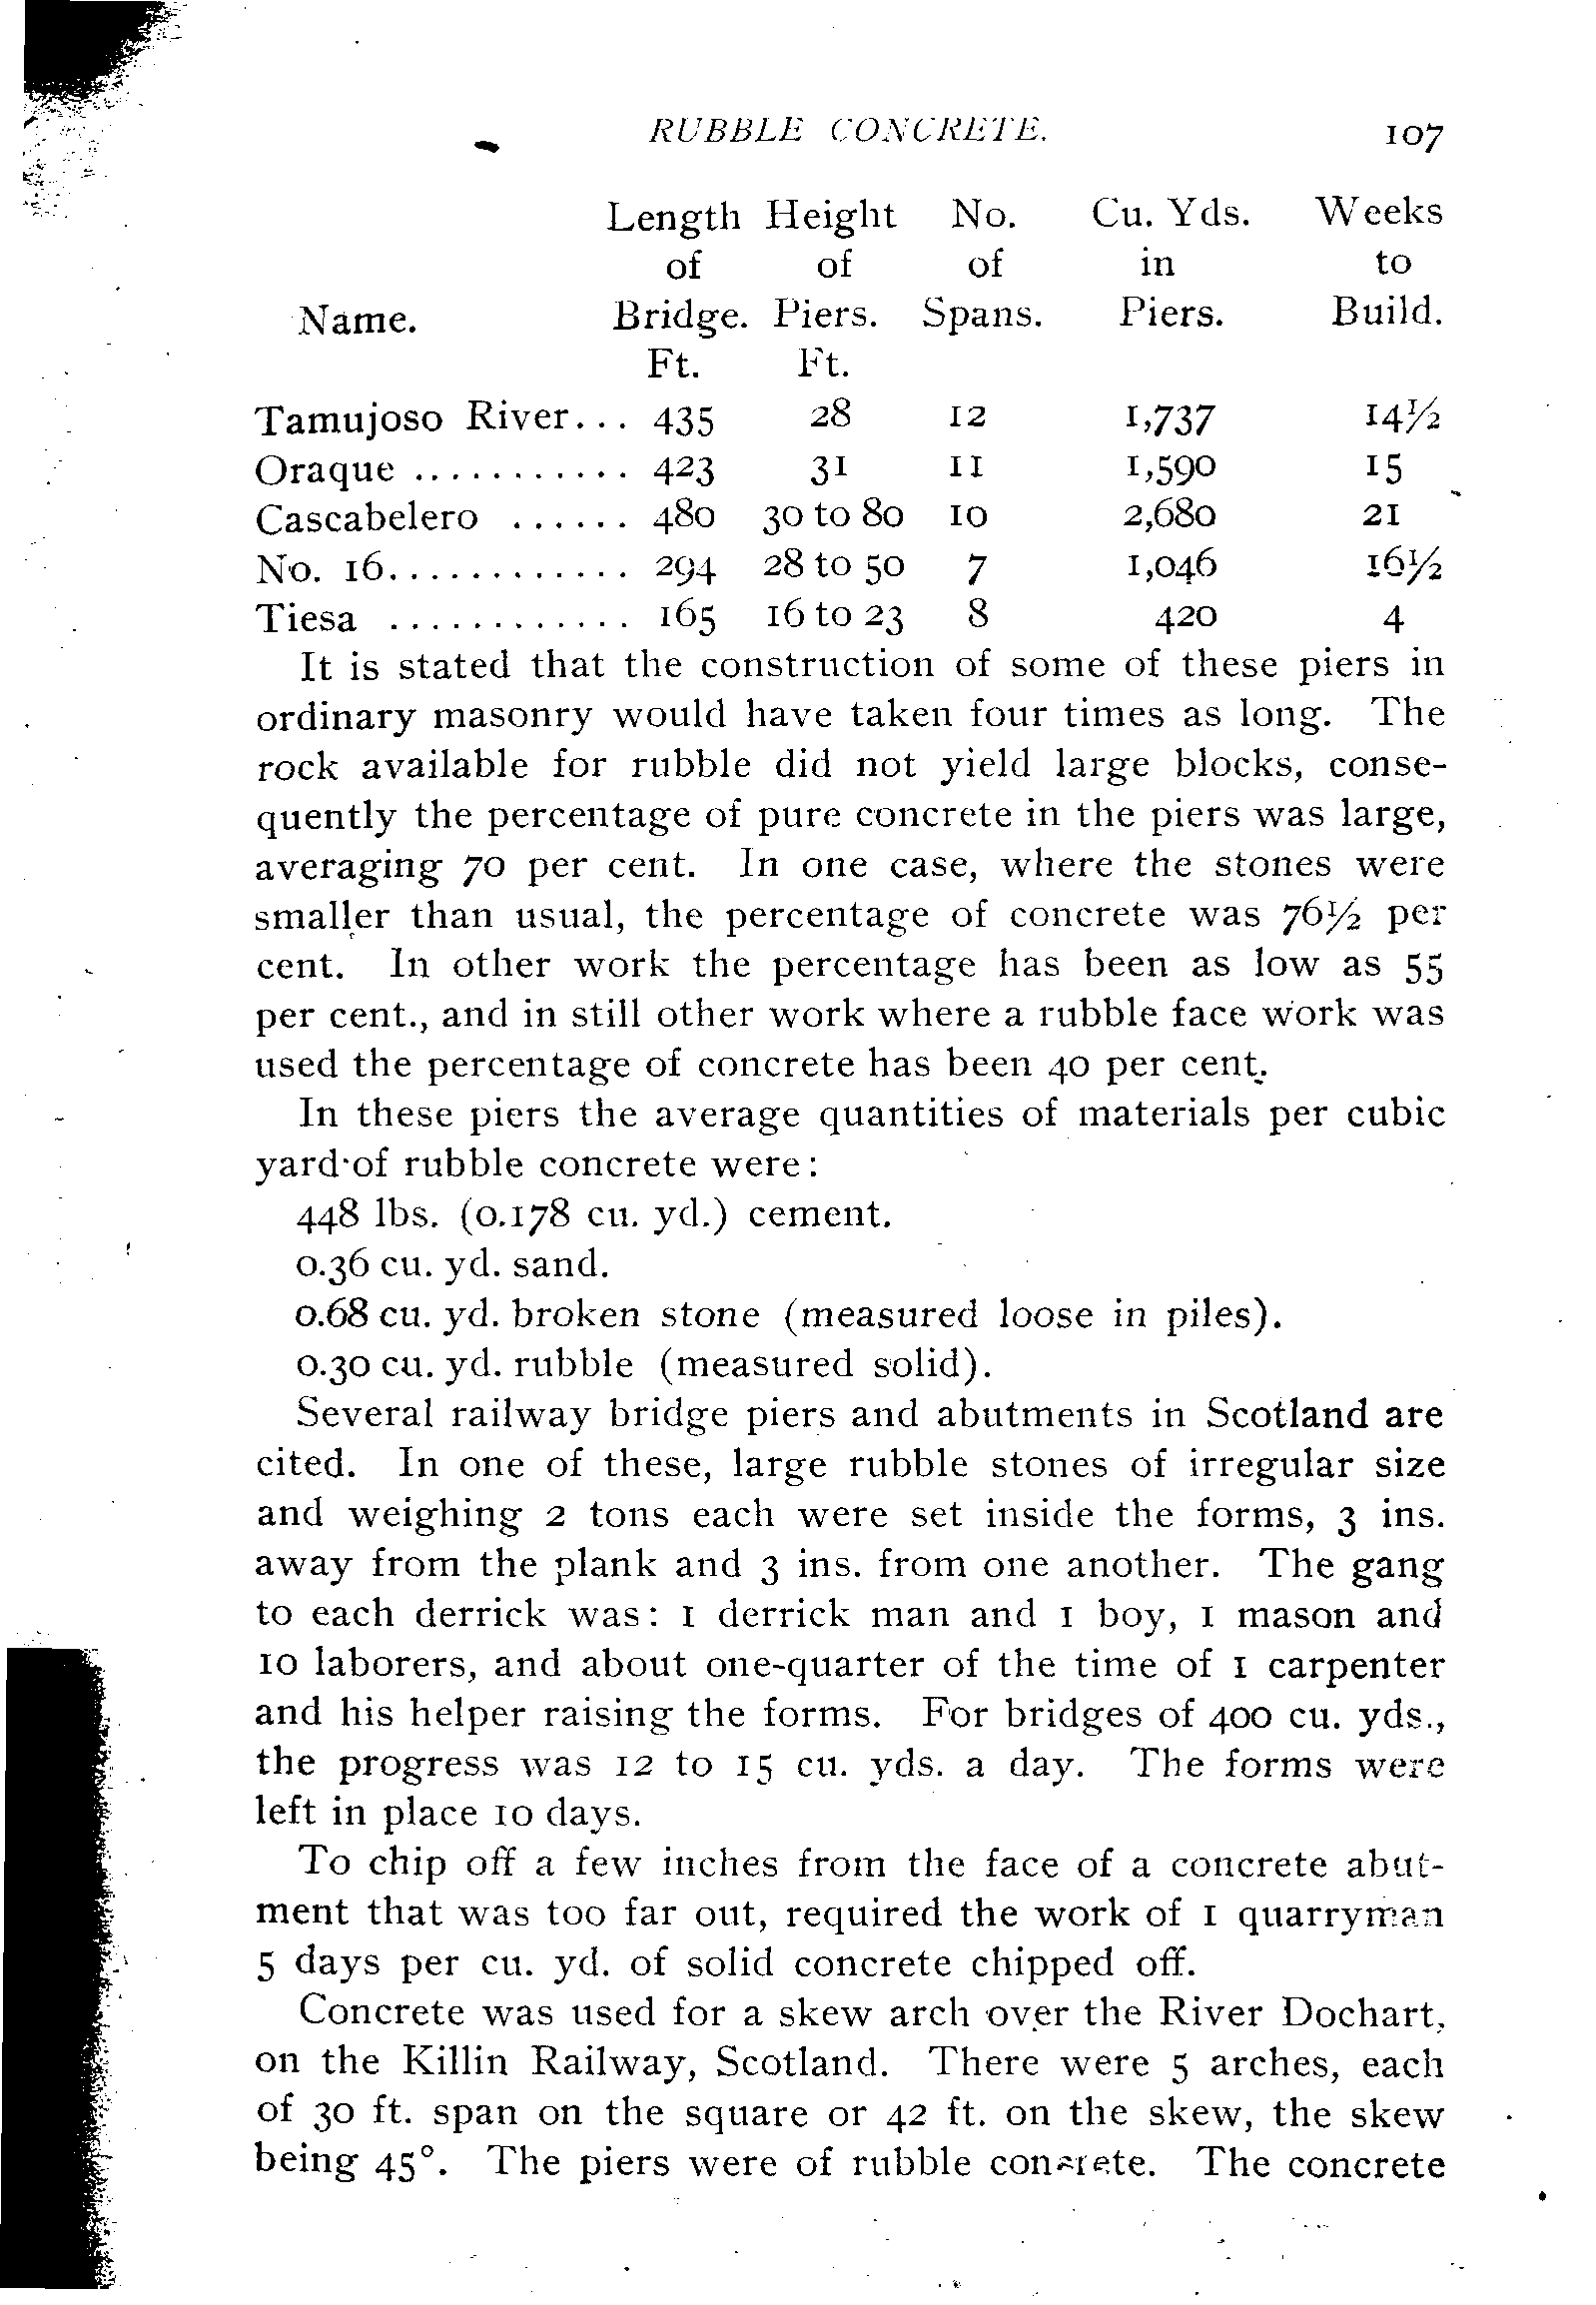 RUBBLE CONCRETE. 107
Length Height No. Cu. Yds. Weeks
of of of in to
Name. Bridge. Piers. Spans. Piers. Build.
Ft. Ft.
Tamujoso River... 435 28 12 1,737 14½
Oraque ........... 423 31 11 1,590 15
Cascabelero ...... 480 30 to 80 10 2,680 21
No. 16............. 294 28 to 50 7 1,046 16½
Tiesa ............ 165 16 to 23 8 420 4
It is stated that the construction of some of these piers in
ordinary masonry would have taken four times as long. The
rock available for rubble did not yield large blocks, conse-
quently the percentage of pure concrete in the piers was large,
averaging 70 per cent. In one case, where the stones were
smaller than usual, the percentage of concrete was 76½ per
cent. In other work the percentage has been as low as 55
per cent., and in still other work where a rubble face work was
used the percentage of concrete has been 40 per cent.
In these piers the average quantities of materials per cubic
yard of rubble concrete were:
448 lbs. (0.178 cu. yd.) cement.
0.36 cu. yd. sand.
0.68 cu. yd. broken stone (measured loose in piles).
0.30 cu. yd. rubble (measured solid).
Several railway bridge piers and abutments in Scotland are
cited. In one of these, large rubble stones of irregular size
and weighing 2 tons each were set inside the forms, 3 ins.
away from the plank and 3 ins. from one another. The gang
to each derrick was: 1 derrick man and 1 boy, 1 mason and
10 laborers, and about one-quarter of the time of 1 carpenter
and his helper raising the forms. For bridges of 400 cu. yds.,
the progress was 12 to 15 cu. yds. a day. The forms were
left in place 10 days.
To chip off a few inches from the face of a concrete abut-
ment that was too far out, required the work of 1 quarryman
5 days per cu. yd. of solid concrete chipped off.
Concrete was used for a skew arch over the River Dochart,
on the Killin Railway, Scotland. There were 5 arches, each
of 30 ft. span on the square or 42 ft. on the skew, the skew
being 45°. The piers were of rubble concrete. The concrete